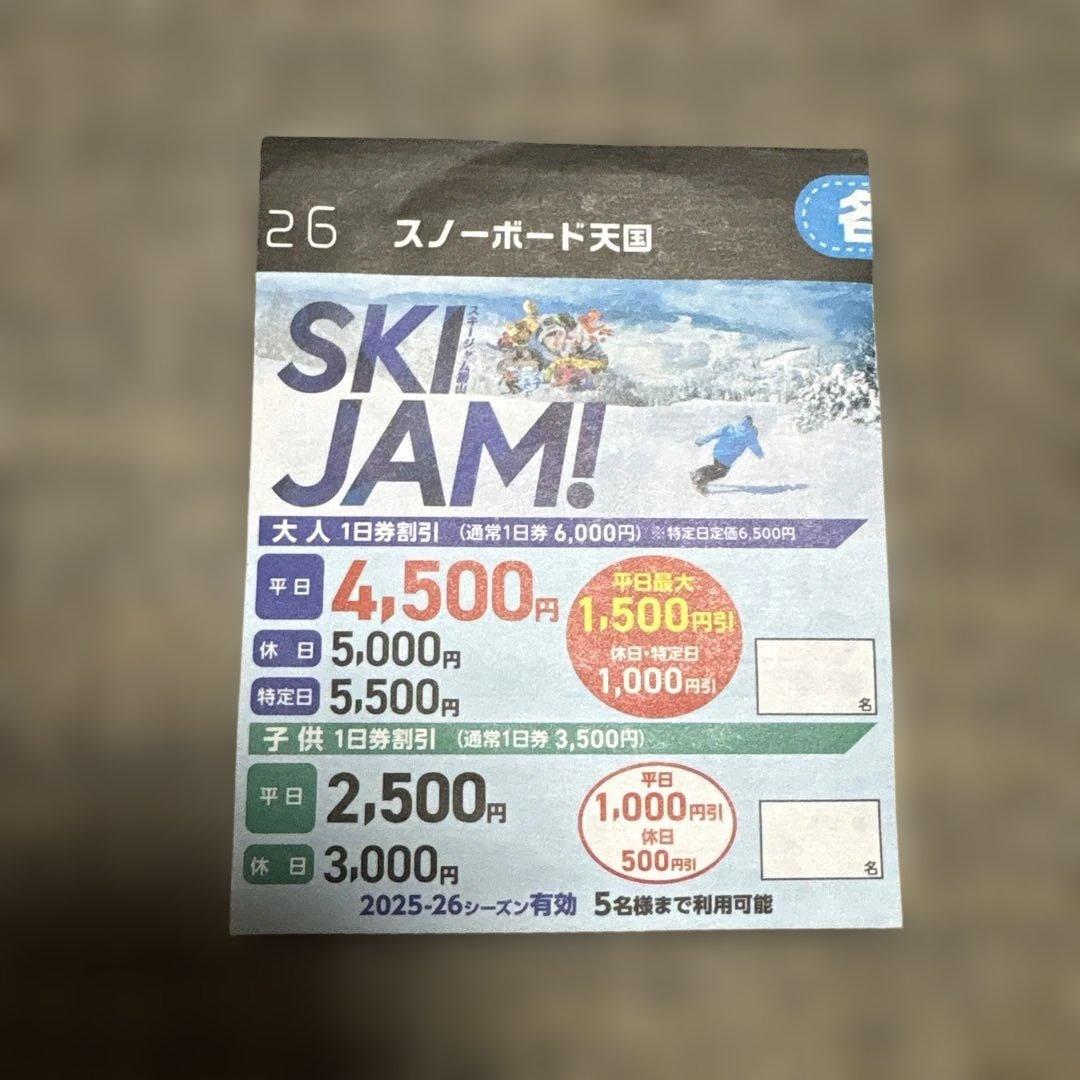 26 スノーボード天国
各
SKI
スキージャム勝山
JAM!
大人 1日券割引 (通常1日券 6,000円) ※特定日定価6,500円
平日 4,500円
休日 5,000円
特定日 5,500円
平日最大
1,500円引
休日・特定日
1,000円引
名
子供 1日券割引 (通常1日券 3,500円)
平日 2,500円
休日 3,000円
平日
1,000円引
休日
500円引
名
2025-26シーズン有効 5名様まで利用可能